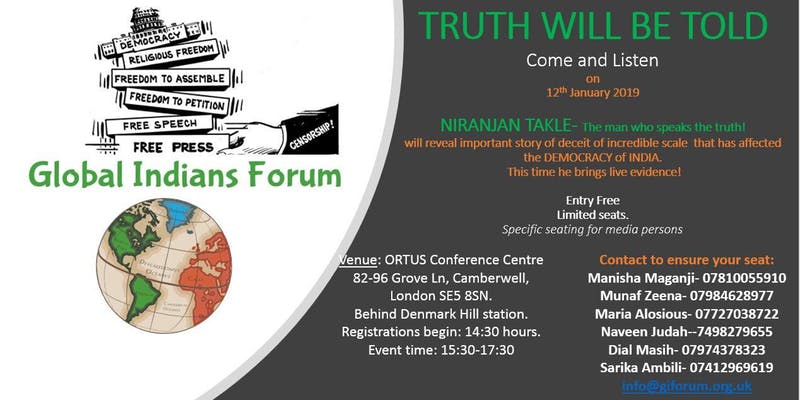 DEMOCRACY
RELIGIOUS FREEDOM
FREEDOM TO ASSEMBLE
FREEDOM TO PETITION
FREE SPEECH
FREE PRESS
CENSORSHIP!
Global Indians Forum
TRUTH WILL BE TOLD
Come and Listen
on
12th January 2019
NIRANJAN TAKLE- The man who speaks the truth!
will reveal important story of deceit of incredible scale that has affected
the DEMOCRACY of INDIA.
This time he brings live evidence!
Entry Free
Limited seats.
Specific seating for media persons
Venue: ORTUS Conference Centre
82-96 Grove Ln, Camberwell,
London SE5 8SN.
Behind Denmark Hill station.
Registrations begin: 14:30 hours.
Event time: 15:30-17:30
Contact to ensure your seat:
Manisha Maganji- 07810055910
Munaf Zeena- 07984628977
Maria Alosious- 07727038722
Naveen Judah--7498279655
Dial Masih- 07974378323
Sarika Ambili- 07412969619
info@giforum.org.uk